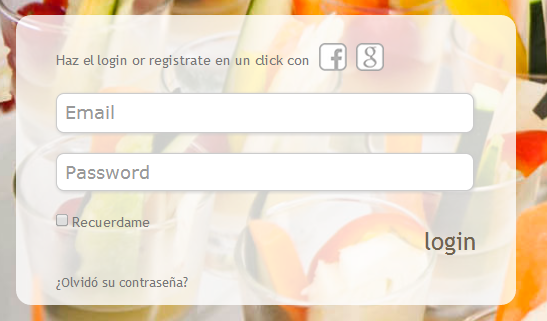 Haz el login or registrate en un click con
Email
Password
Recuerdame
login
¿Olvidó su contraseña?